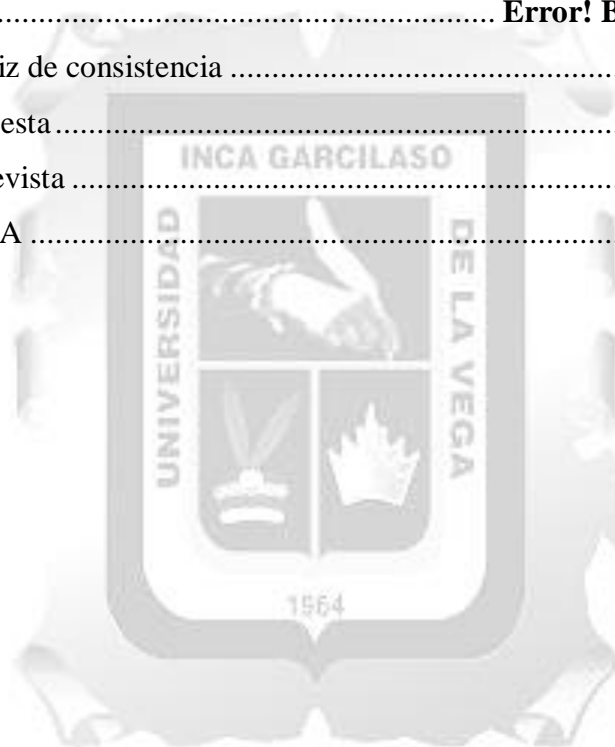 .......................................................... Error! B
iz de consistencia ................................................
esta ....................................................................
evista ..................................................................
A .......................................................................
INCA GARCILASO
UNIVERSIDAD
DE LA VEGA
1964